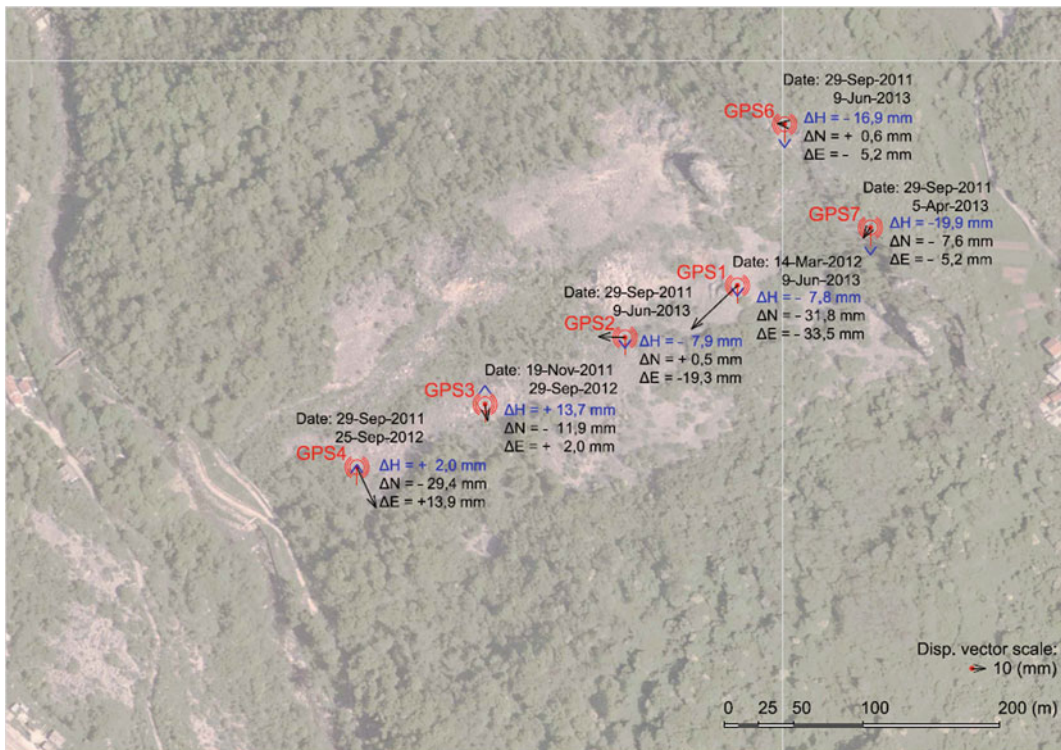 Date: 29-Sep-2011
9-Jun-2013
GPS6
ΔH = - 16,9 mm
ΔN = + 0,6 mm
ΔE = - 5,2 mm
Date: 29-Sep-2011
5-Apr-2013
GPS7
ΔH = -19,9 mm
ΔN = - 7,6 mm
ΔE = - 5,2 mm
Date: 14-Mar-2012
9-Jun-2013
GPS1
ΔH = - 7,8 mm
ΔN = - 31,8 mm
ΔE = - 33,5 mm
Date: 29-Sep-2011
9-Jun-2013
GPS2
ΔH = - 7,9 mm
ΔN = + 0,5 mm
ΔE = -19,3 mm
Date: 19-Nov-2011
29-Sep-2012
GPS3
ΔH = + 13,7 mm
ΔN = - 11,9 mm
ΔE = + 2,0 mm
Date: 29-Sep-2011
25-Sep-2012
GPS4
ΔH = + 2,0 mm
ΔN = - 29,4 mm
ΔE = +13,9 mm
Disp. vector scale:
10 (mm)
0 25 50 100 200 (m)